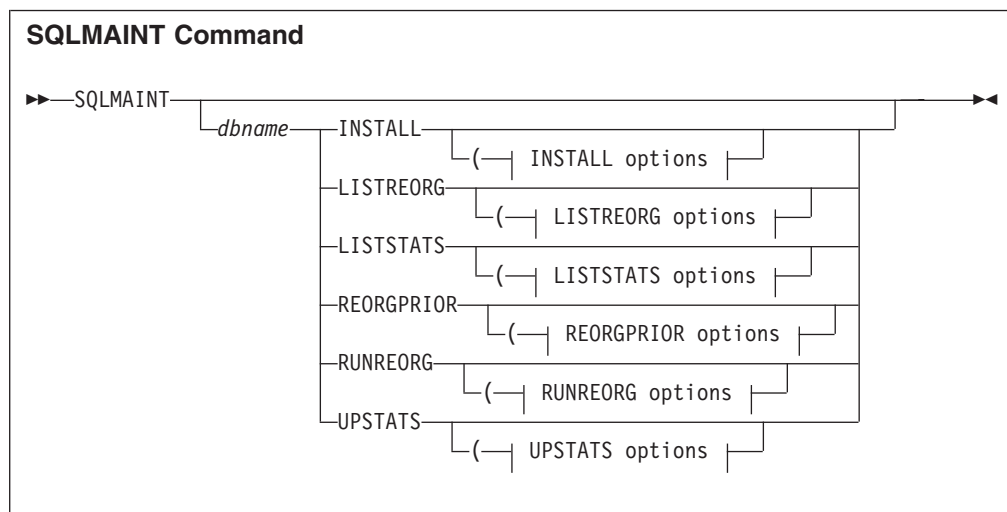 SQLMAINT Command
SQLMAINT
dbname INSTALL
( INSTALL options
LISTREORG
( LISTREORG options
LISTSTATS
( LISTSTATS options
REORGPRIOR
( REORGPRIOR options
RUNREORG
( RUNREORG options
UPSTATS
( UPSTATS options